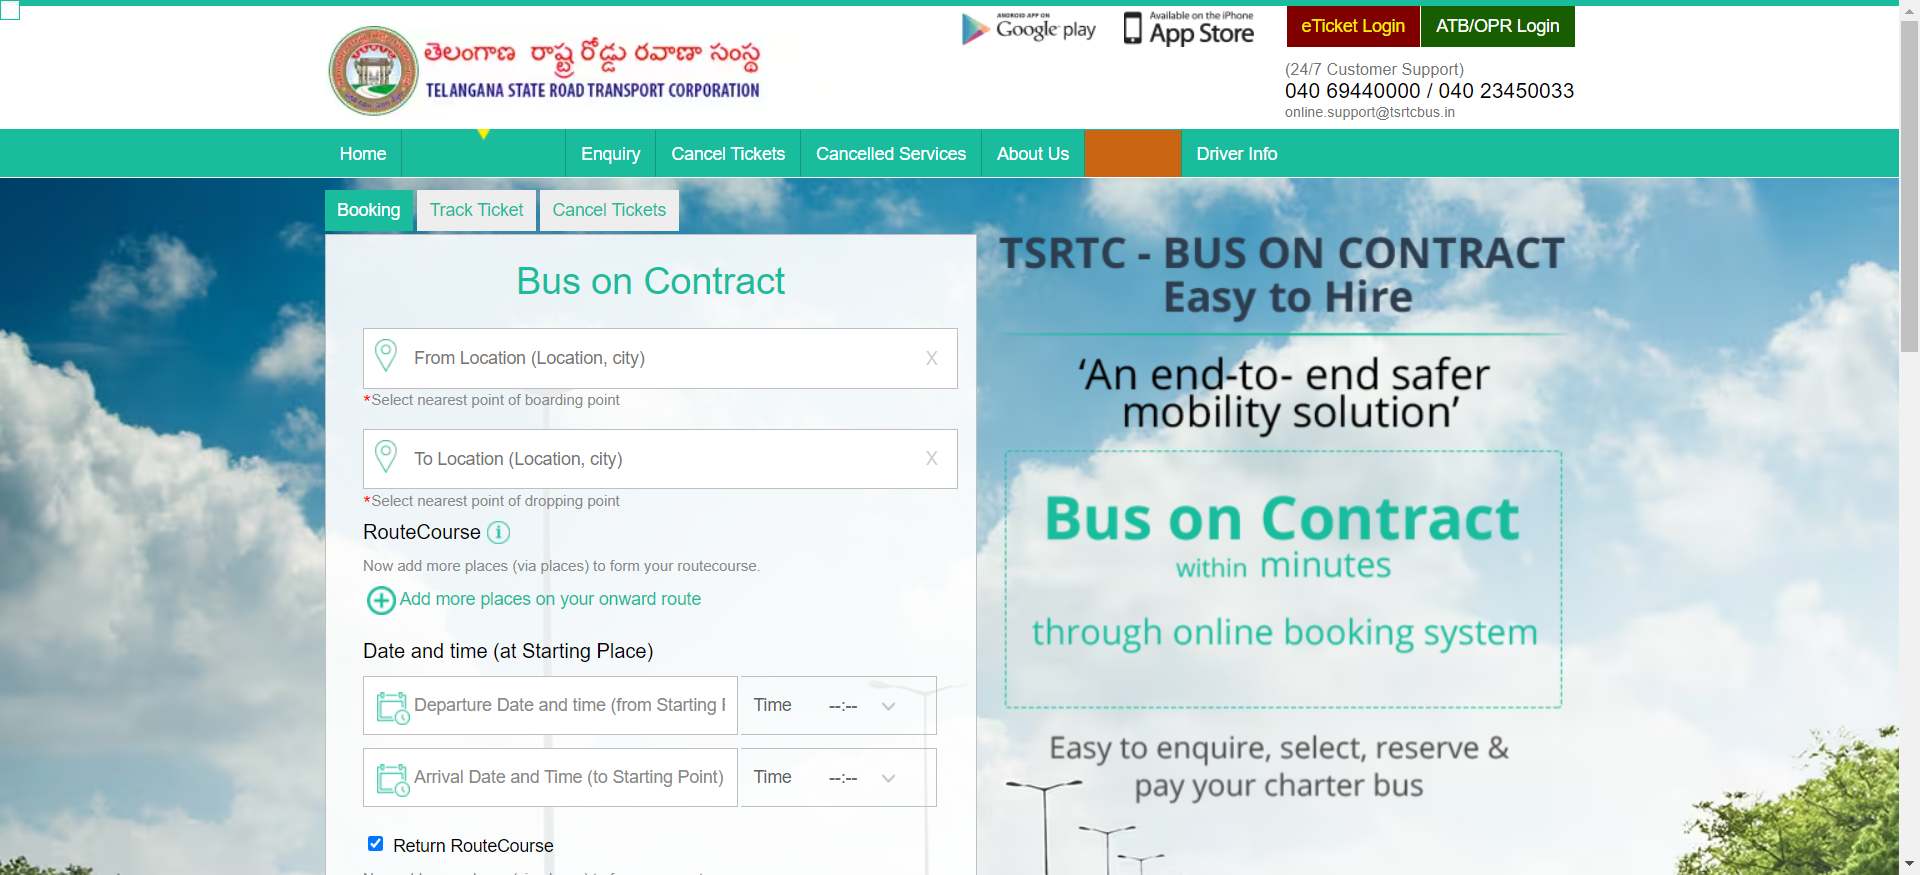 ANDROID APP ON
Google play
Available on the iPhone
App Store
eTicket Login
ATB/OPR Login
తెలంగాణ రాష్ట్ర రోడ్డు రవాణా సంస్థ
TELANGANA STATE ROAD TRANSPORT CORPORATION
(24/7 Customer Support)
040 69440000 / 040 23450033
online.support@tsrtcbus.in
Home
Enquiry
Cancel Tickets
Cancelled Services
About Us
Driver Info
Booking
Track Ticket
Cancel Tickets
Bus on Contract
From Location (Location, city)
X
*Select nearest point of boarding point
To Location (Location, city)
X
*Select nearest point of dropping point
RouteCourse
Now add more places (via places) to form your routecourse.
Add more places on your onward route
Date and time (at Starting Place)
Departure Date and time (from Starting
Time --:--
Arrival Date and Time (to Starting Point)
Time --:--
Return RouteCourse
TSRTC - BUS ON CONTRACT
Easy to Hire
‘An end-to- end safer
mobility solution’
Bus on Contract
within minutes
through online booking system
Easy to enquire, select, reserve &
pay your charter bus